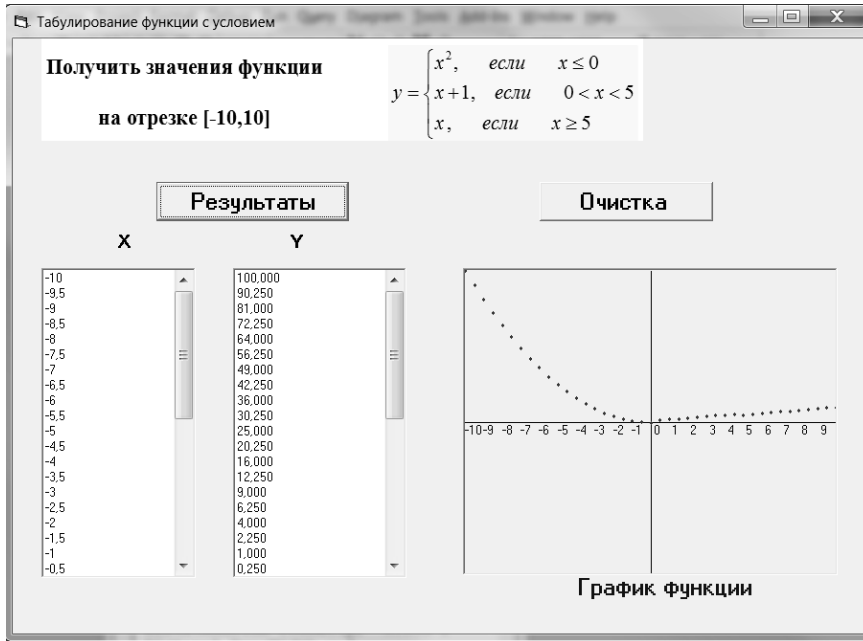 Табулирование функции с условием
Получить значения функции
на отрезке [-10,10]
y = { x², если x ≤ 0
x+1, если 0 < x < 5
x, если x ≥ 5
Результаты
Очистка
X Y
-10 100,000
-9,5 90,250
-9 81,000
-8,5 72,250
-8 64,000
-7,5 56,250
-7 49,000
-6,5 42,250
-6 36,000
-5,5 30,250
-5 25,000
-4,5 20,250
-4 16,000
-3,5 12,250
-3 9,000
-2,5 6,250
-2 4,000
-1,5 2,250
-1 1,000
-0,5 0,250
-10 -9 -8 -7 -6 -5 -4 -3 -2 -1 0 1 2 3 4 5 6 7 8 9
График функции